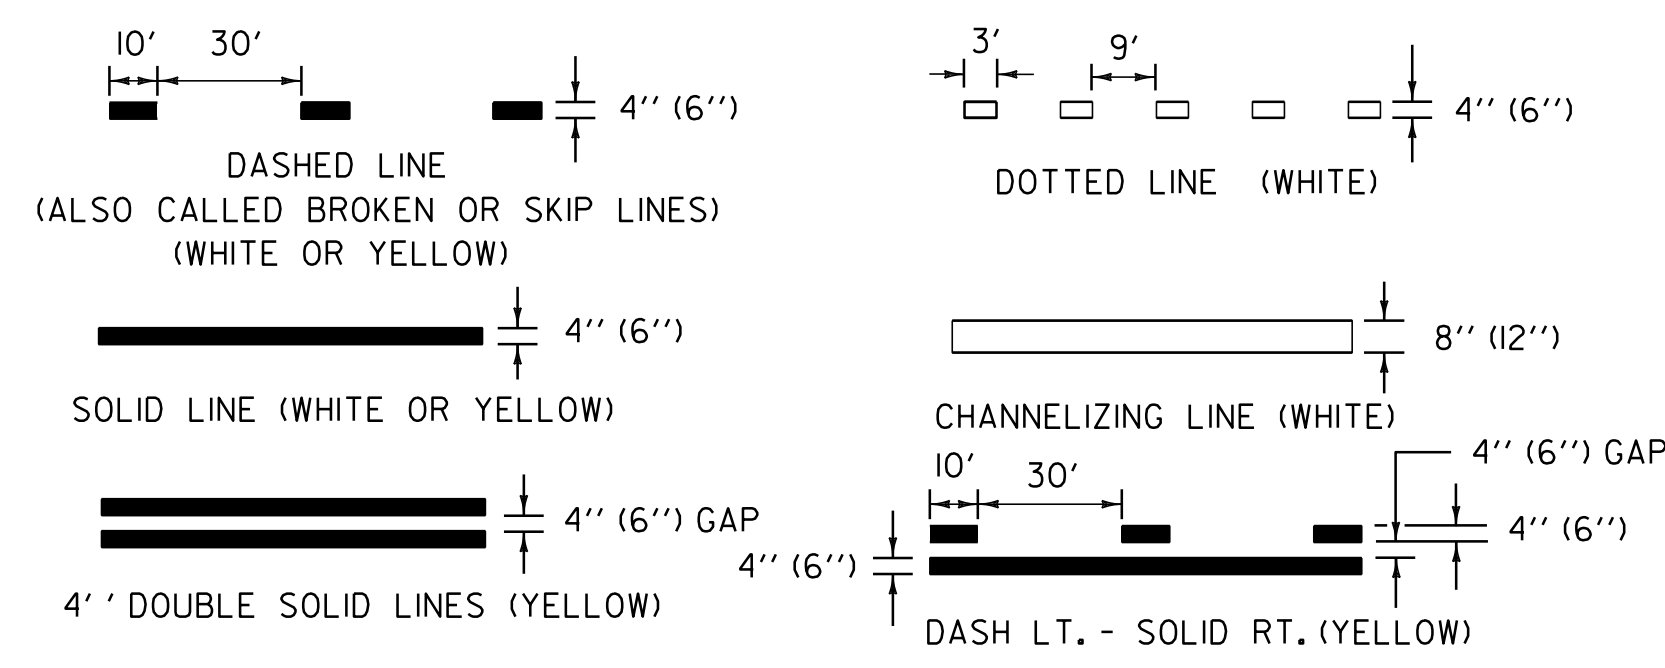 10' 30'
4'' (6'')
DASHED LINE
(ALSO CALLED BROKEN OR SKIP LINES)
(WHITE OR YELLOW)
3' 9'
4'' (6'')
DOTTED LINE (WHITE)
4'' (6'')
SOLID LINE (WHITE OR YELLOW)
8'' (12'')
CHANNELIZING LINE (WHITE)
4'' (6'') GAP
4'' DOUBLE SOLID LINES (YELLOW)
10' 30'
4'' (6'') GAP
4'' (6'')
4'' (6'')
DASH LT. - SOLID RT. (YELLOW)